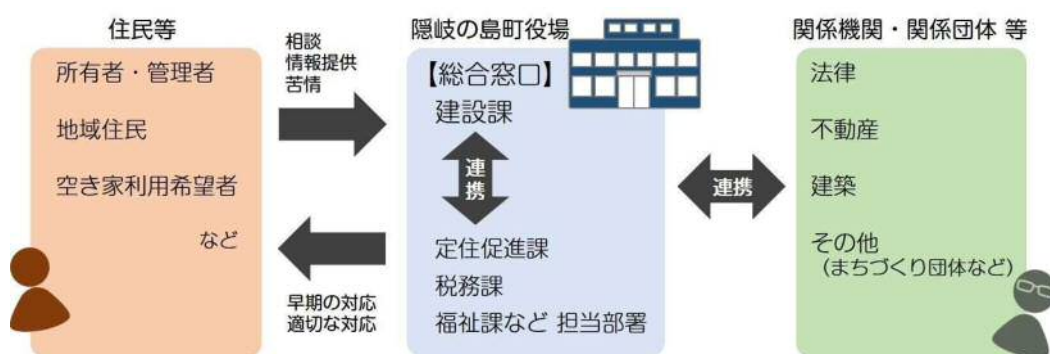 住民等
所有者・管理者
地域住民
空き家利用希望者
など
相談
情報提供
苦情
早期の対応
適切な対応
隠岐の島町役場
【総合窓口】
建設課
連携
定住促進課
税務課
福祉課など 担当部署
連携
関係機関・関係団体 等
法律
不動産
建築
その他
（まちづくり団体など）